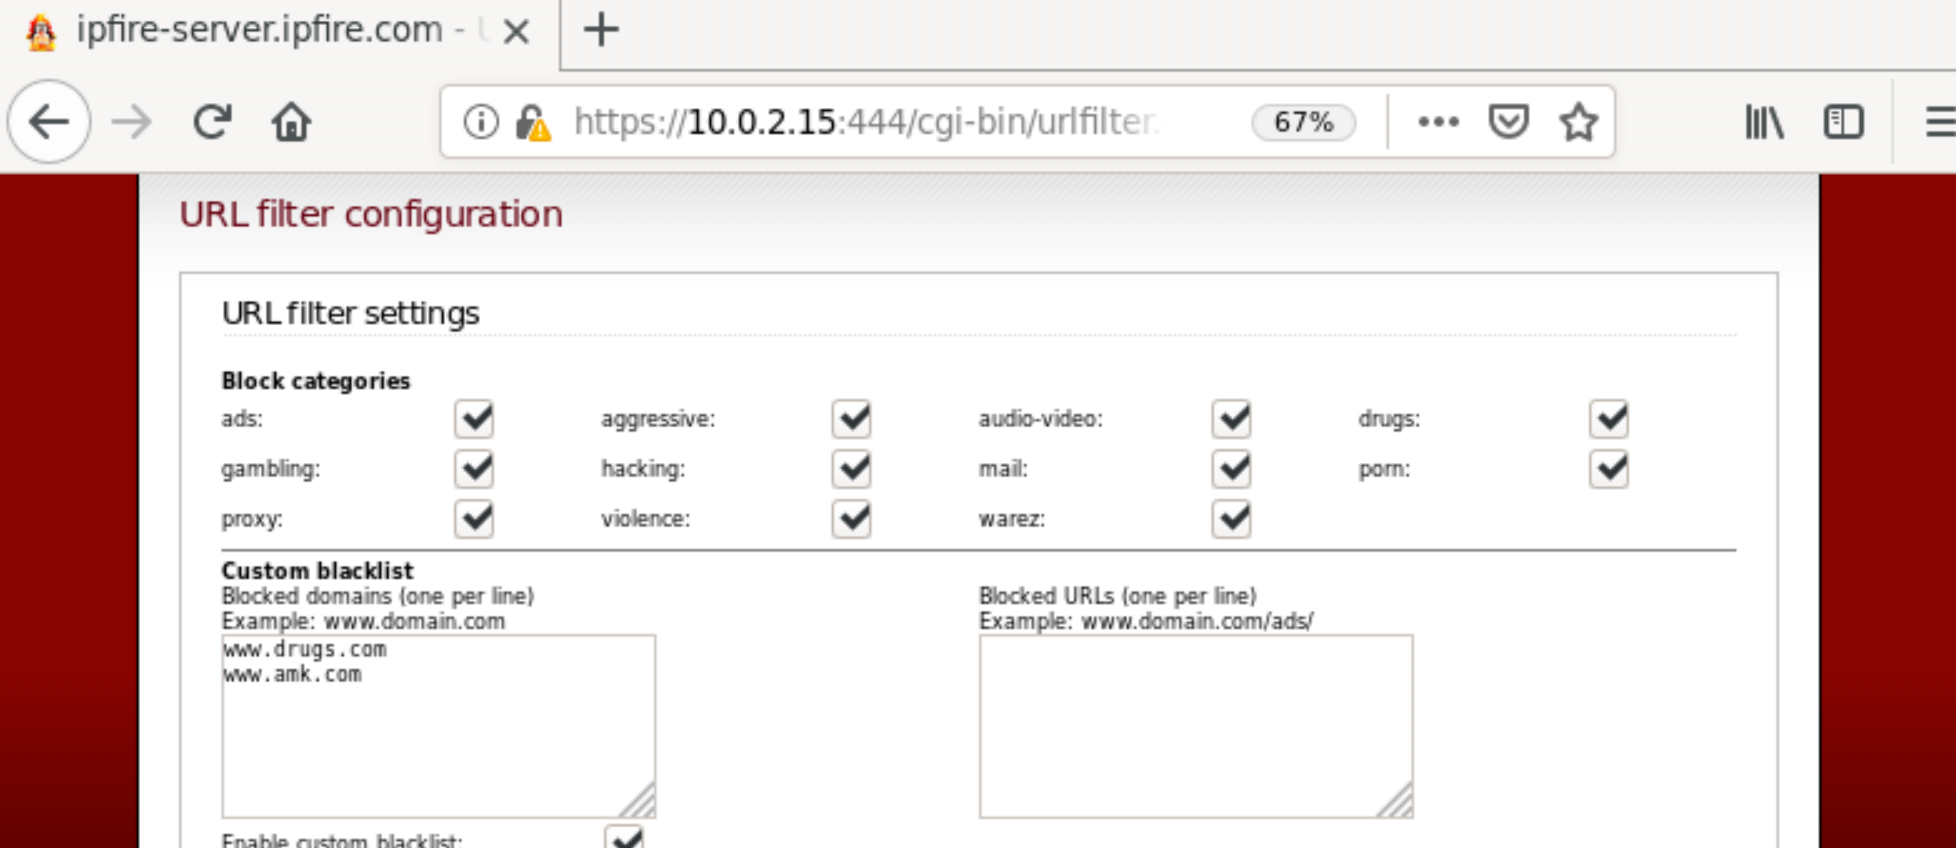 ipfire-server.ipfire.com -
https://10.0.2.15:444/cgi-bin/urlfilter. 67%
URL filter configuration
URL filter settings
Block categories
ads: aggressive: audio-video: drugs:
gambling: hacking: mail: porn:
proxy: violence: warez:
Custom blacklist
Blocked domains (one per line) Blocked URLs (one per line)
Example: www.domain.com Example: www.domain.com/ads/
www.drugs.com
www.amk.com
Enable custom blacklist: